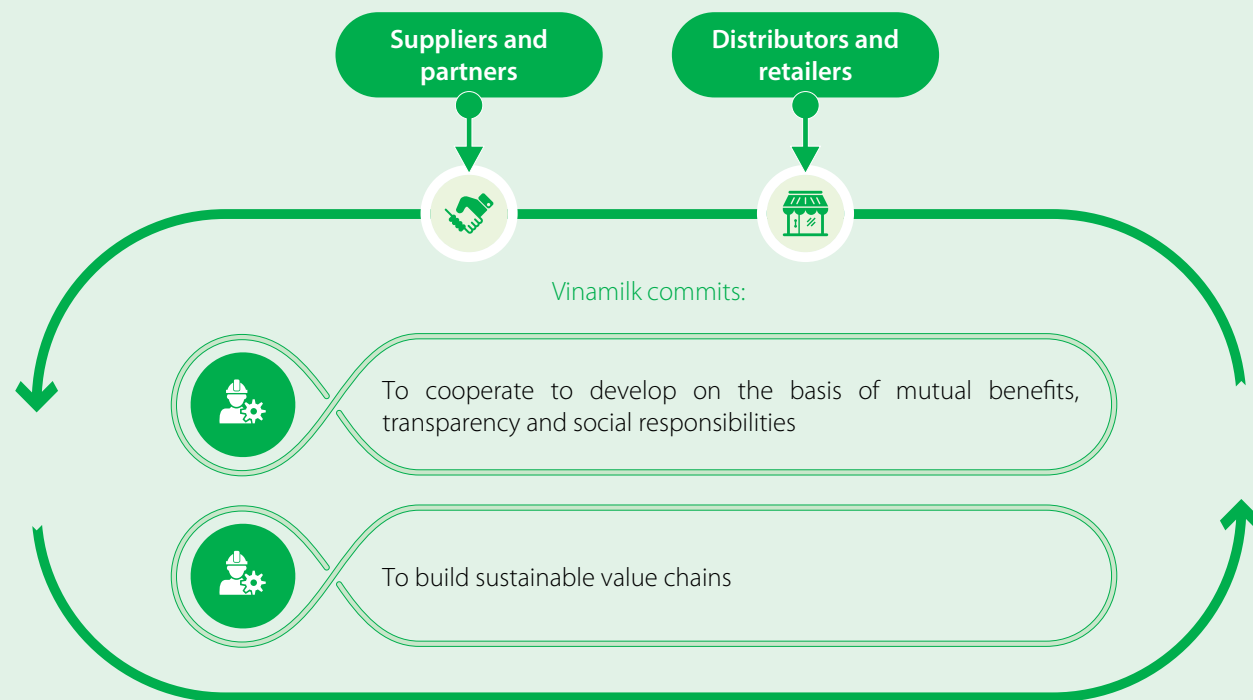 Suppliers and
partners
Distributors and
retailers
Vinamilk commits:
To cooperate to develop on the basis of mutual benefits,
transparency and social responsibilities
To build sustainable value chains